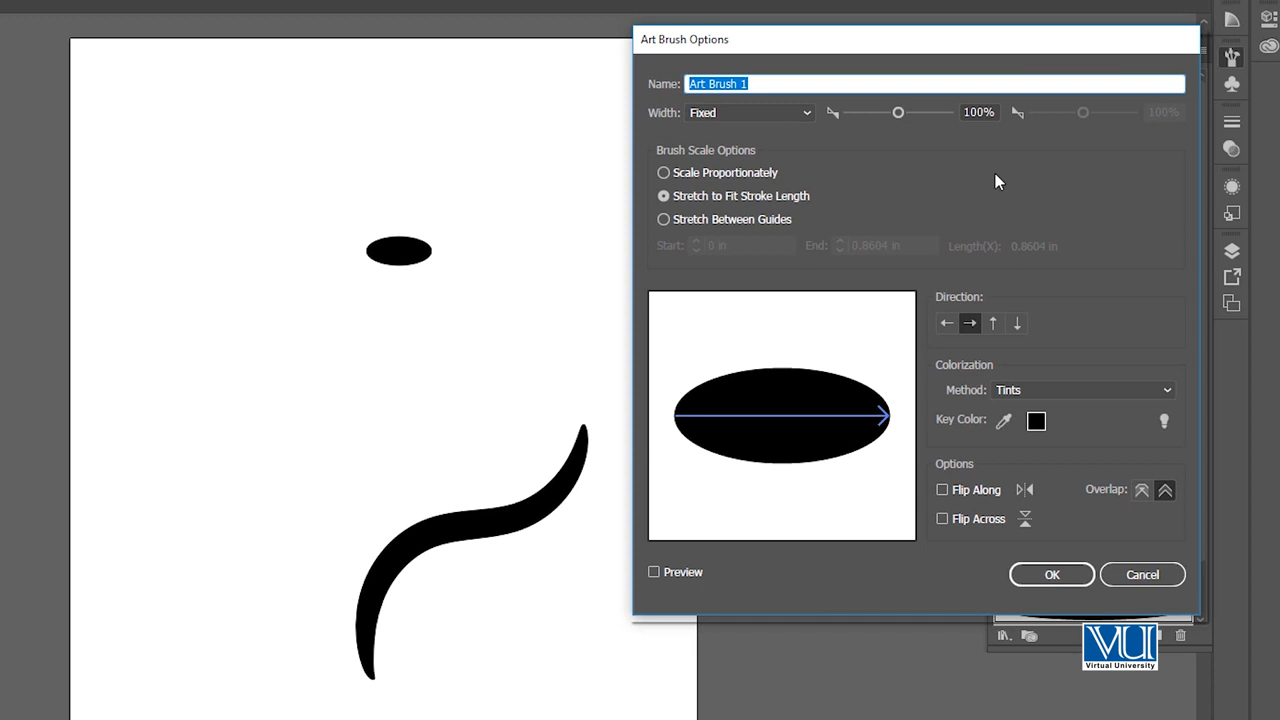 Art Brush Options
Name: Art Brush 1
Width: Fixed 100% 100%
Brush Scale Options
Scale Proportionately
Stretch to Fit Stroke Length
Stretch Between Guides
Start: 0 in End: 0.8604 in Length(X): 0.8604 in
Direction:
Colorization
Method: Tints
Key Color:
Options
Flip Along Overlap:
Flip Across
Preview
OK Cancel
VU
Virtual University